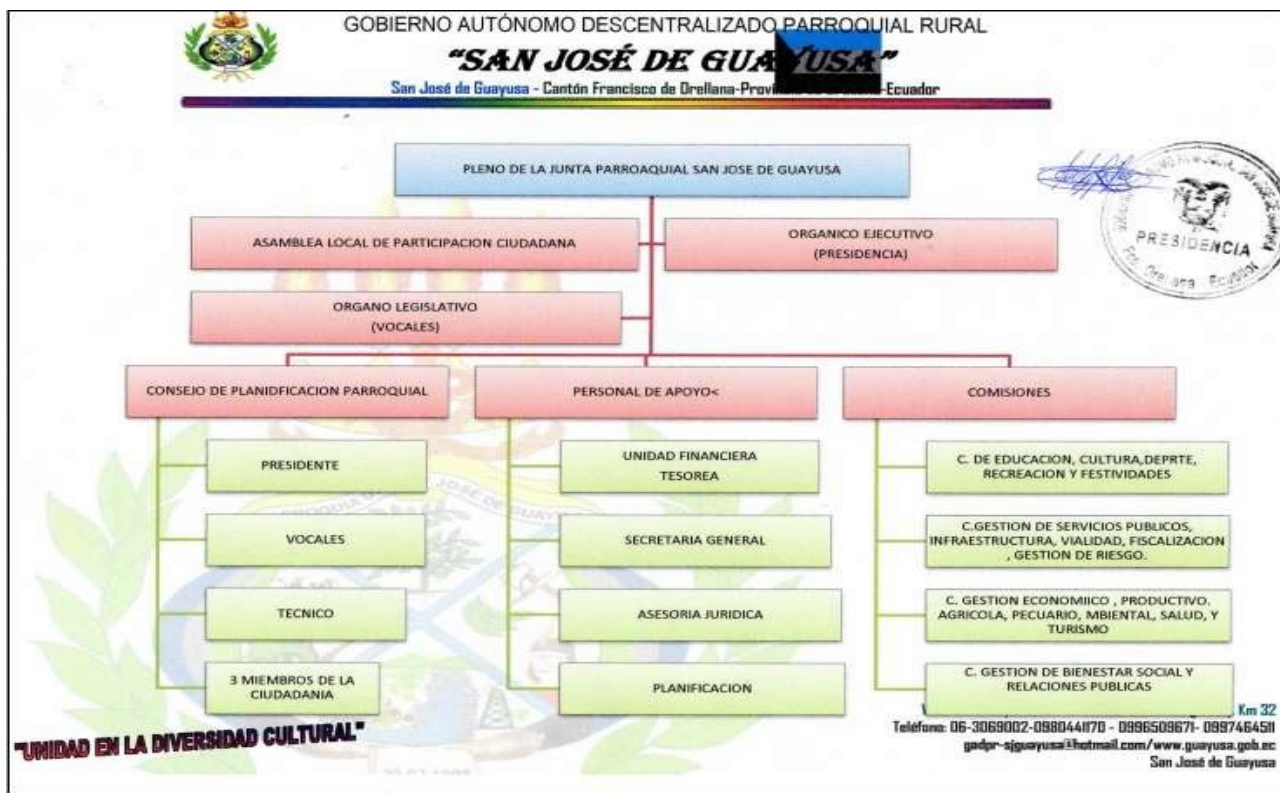 GOBIERNO AUTÓNOMO DESCENTRALIZADO PARROQUIAL RURAL
"SAN JOSÉ DE GUAYUSA"
San José de Guayusa - Cantón Francisco de Orellana-Ecuador
PLENO DE LA JUNTA PARROAQUIAL SAN JOSE DE GUAYUSA
PRESIDENCIA
Ecuador
ASAMBLEA LOCAL DE PARTICIPACION CIUDADANA
ORGANICO EJECUTIVO
(PRESIDENCIA)
ORGANO LEGISLATIVO
(VOCALES)
CONSEJO DE PLANIDFICACION PARROQUIAL
PERSONAL DE APOYO<
COMISIONES
PRESIDENTE
VOCALES
TECNICO
3 MIEMBROS DE LA
CIUDADANIA
UNIDAD FINANCIERA
TESOREA
SECRETARIA GENERAL
ASESORIA JURIDICA
PLANIFICACION
C. DE EDUCACION, CULTURA,DEPRTE,
RECREACION Y FESTIVIDADES
C.GESTION DE SERVICIOS PUBLICOS,
INFRAESTRUCTURA, VIALIDAD, FISCALIZACION
, GESTION DE RIESGO.
C. GESTION ECONOMIICO , PRODUCTIVO.
AGRICOLA, PECUARIO, MBIENTAL, SALUD, Y
TURISMO
C. GESTION DE BIENESTAR SOCIAL Y
RELACIONES PUBLICAS
"UNIDAD EN LA DIVERSIDAD CULTURAL"
Km 32
Teléfono: 06-3069002-0980441170 - 0996509671- 0997464511
gadpr-sjguayusa@hotmail.com/www.guayusa.gob.ec
San José de Guayusa